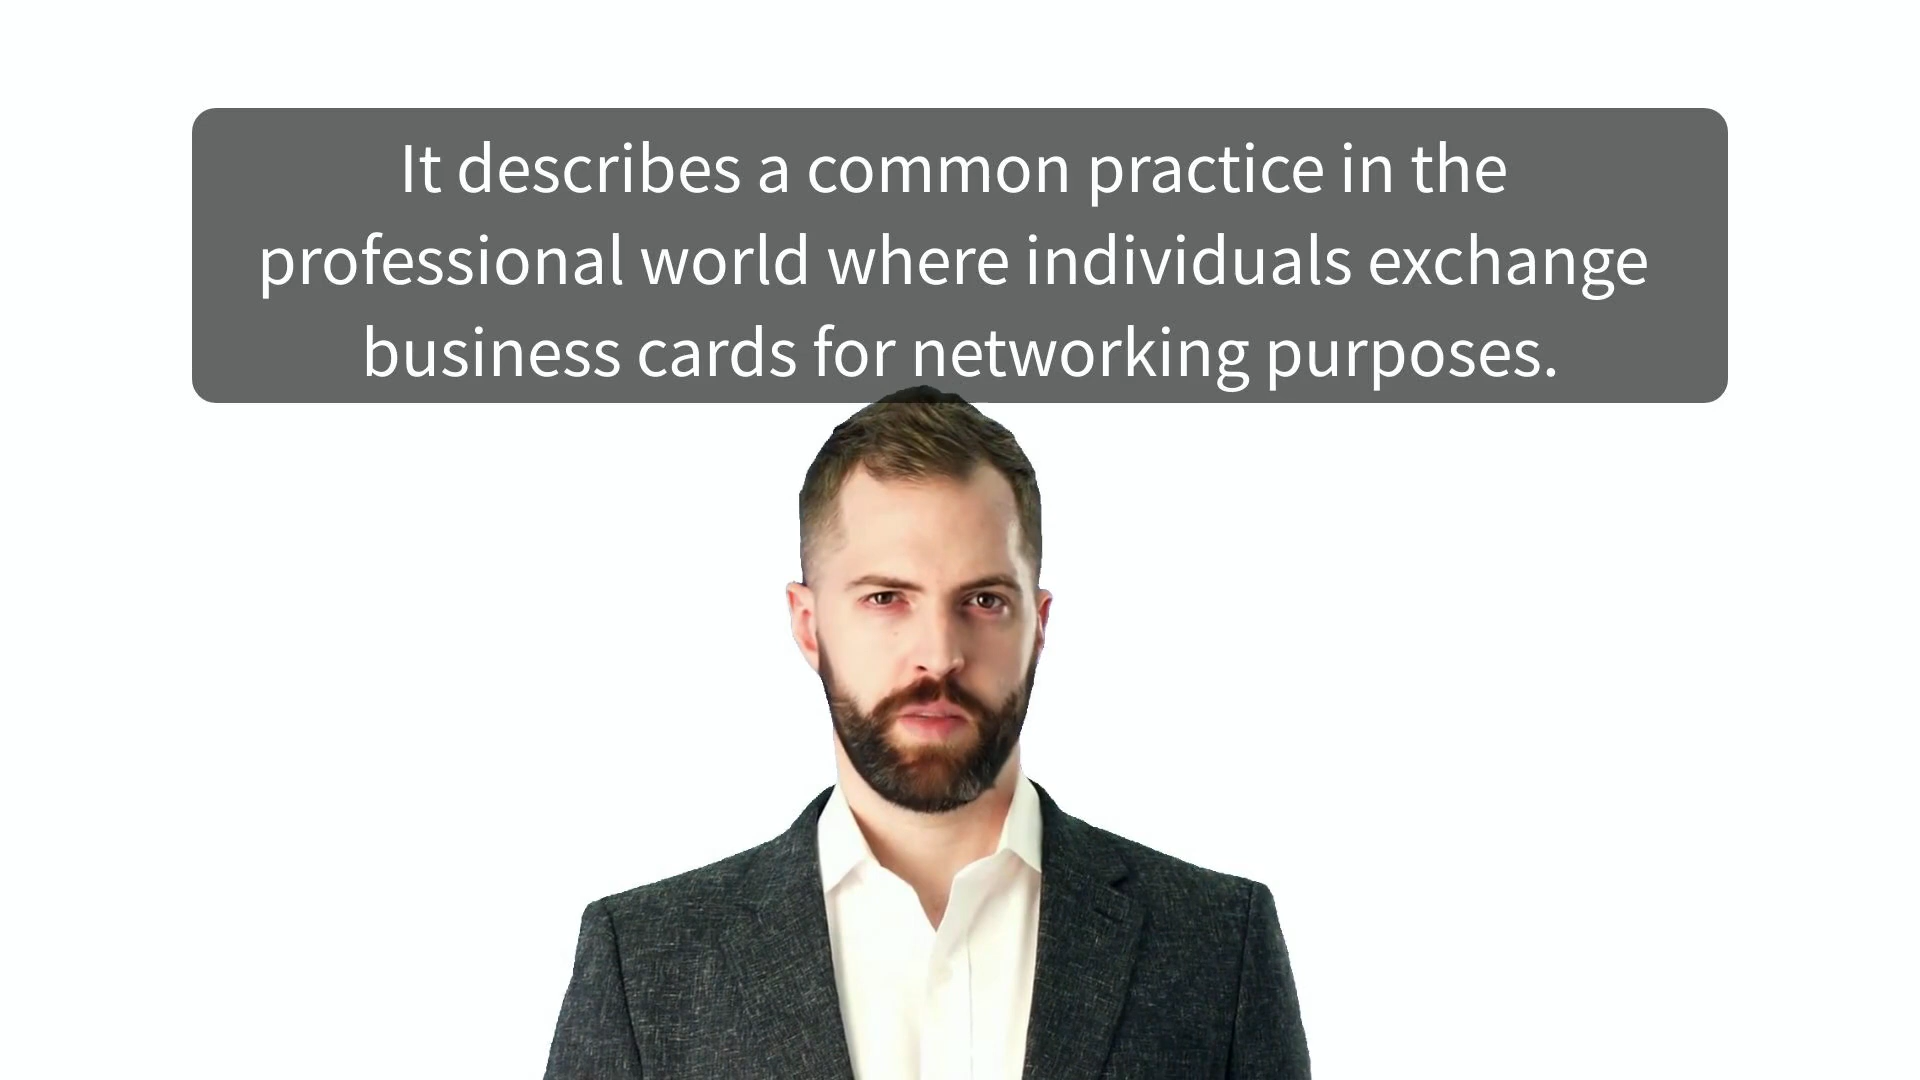 It describes a common practice in the
professional world where individuals exchange
business cards for networking purposes.